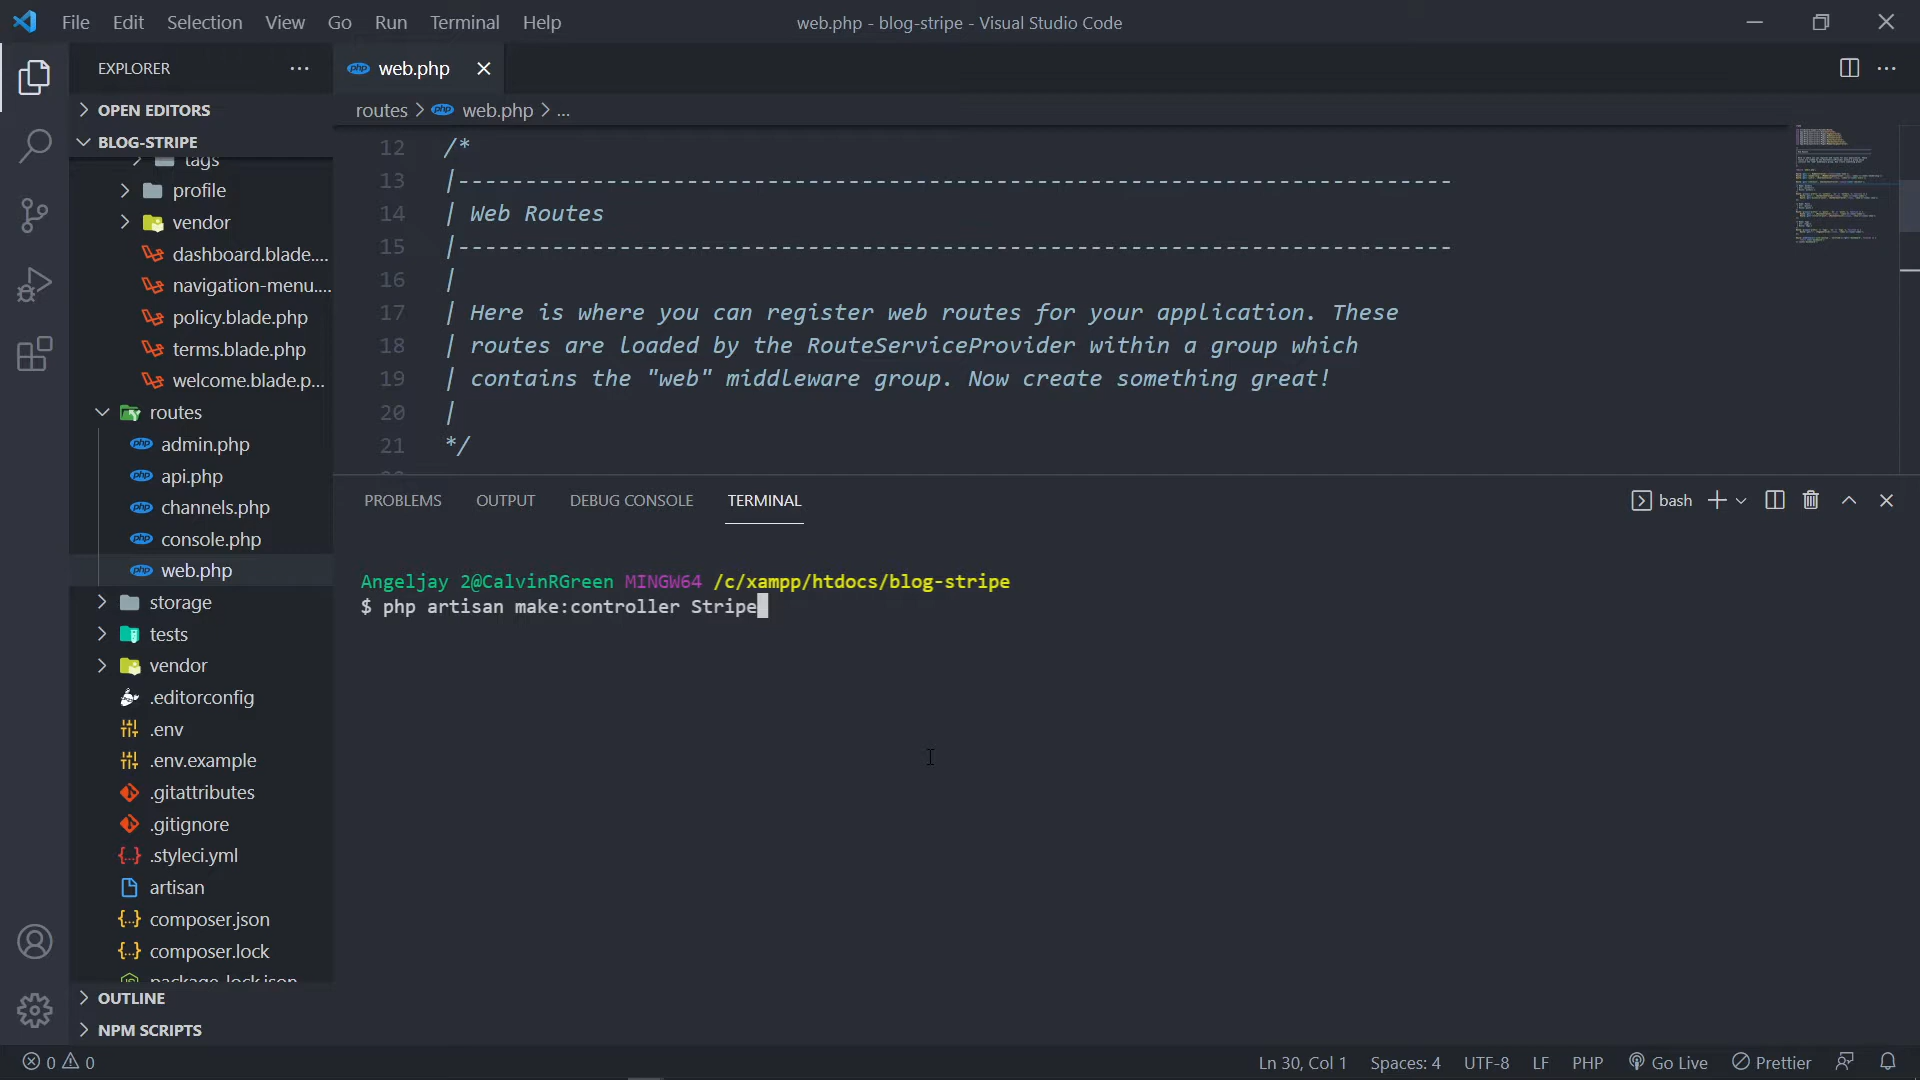 File Edit Selection View Go Run Terminal Help
web.php - blog-stripe - Visual Studio Code
EXPLORER
OPEN EDITORS
BLOG-STRIPE
tags
profile
vendor
dashboard.blade....
navigation-menu....
policy.blade.php
terms.blade.php
welcome.blade.p...
routes
admin.php
api.php
channels.php
console.php
web.php
storage
tests
vendor
.editorconfig
.env
.env.example
.gitattributes
.gitignore
.styleci.yml
artisan
composer.json
composer.lock
package-lock.json
OUTLINE
NPM SCRIPTS
php web.php
routes > php web.php > ...
12 /*
13 |--------------------------------------------------------------------------
14 | Web Routes
15 |--------------------------------------------------------------------------
16 |
17 | Here is where you can register web routes for your application. These
18 | routes are loaded by the RouteServiceProvider within a group which
19 | contains the "web" middleware group. Now create something great!
20 |
21 */
PROBLEMS OUTPUT DEBUG CONSOLE TERMINAL
bash
Angeljay 2@CalvinRGreen MINGW64 /c/xampp/htdocs/blog-stripe
$ php artisan make:controller Stripe
0 0
Ln 30, Col 1 Spaces: 4 UTF-8 LF PHP Go Live Prettier